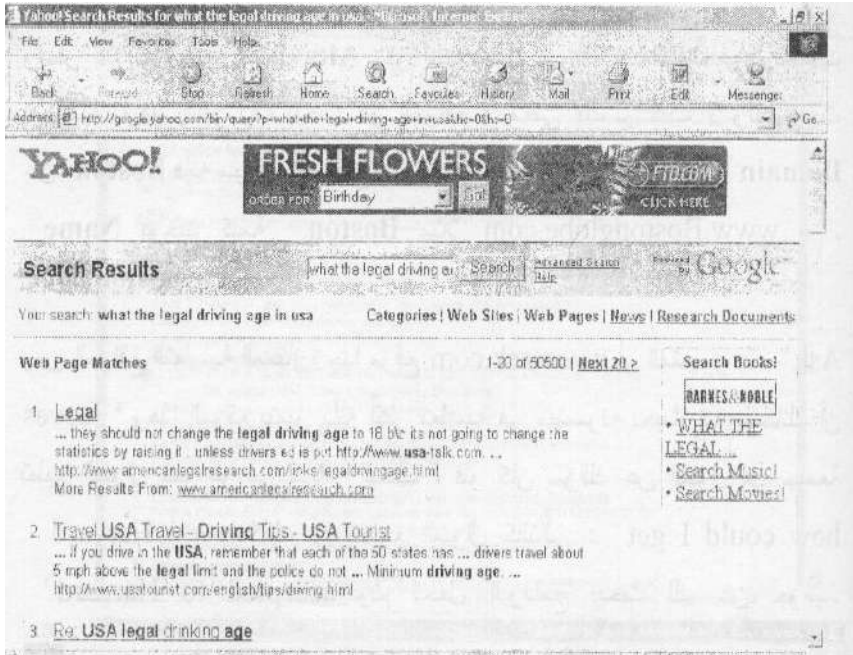 Yahoo! Search Results for what the legal driving age in usa - Microsoft Internet Explorer
File Edit View Favorites Tools Help
Back Forward Stop Refresh Home Search Favorites History Mail Print Edit Messenger
Address http://google.yahoo.com/bin/query?p=what+the+legal+driving+age+in+usa&hc=0&hs=0 Go
YAHOO!
FRESH FLOWERS
ORDER FOR Birthday Go!
FTD.COM
CLICK HERE
Search Results
what the legal driving ag Search Advanced Search
Help
Powered by Google
Your search: what the legal driving age in usa Categories | Web Sites | Web Pages | News | Research Documents
Web Page Matches 1-20 of 60500 | Next 20 >
1. Legal
... they should not change the legal driving age to 18 b/c its not going to change the
statistics by raising it.. unless drivers ed is put http://www.usa-talk.com. ...
http://www.americanlegalresearch.com/links/legaldrivingage.html
More Results From: www.americanlegalresearch.com
2. Travel USA Travel - Driving Tips - USA Tourist
... If you drive in the USA, remember that each of the 50 states has ... drivers travel about
5 mph above the legal limit and the police do not ... Minimum driving age. ...
http://www.usatourist.com/english/tips/driving.html
3. Re: USA legal drinking age
Search Books!
BARNES&NOBLE
• WHAT THE
LEGAL ...
• Search Music!
• Search Movies!